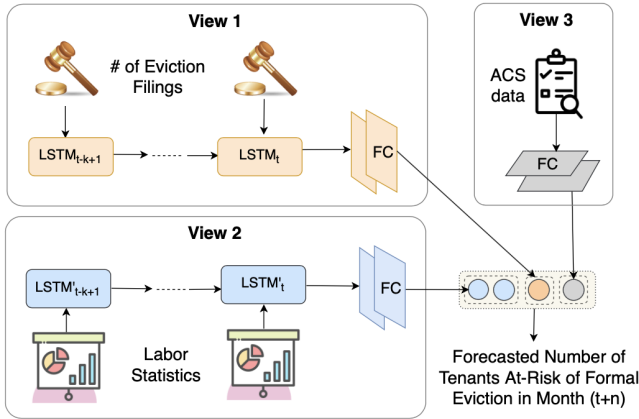 View 1
# of Eviction
Filings
LSTMt-k+1
LSTMt
FC
View 3
ACS
data
FC
View 2
LSTM't-k+1
LSTM't
FC
Labor
Statistics
Forecasted Number of
Tenants At-Risk of Formal
Eviction in Month (t+n)